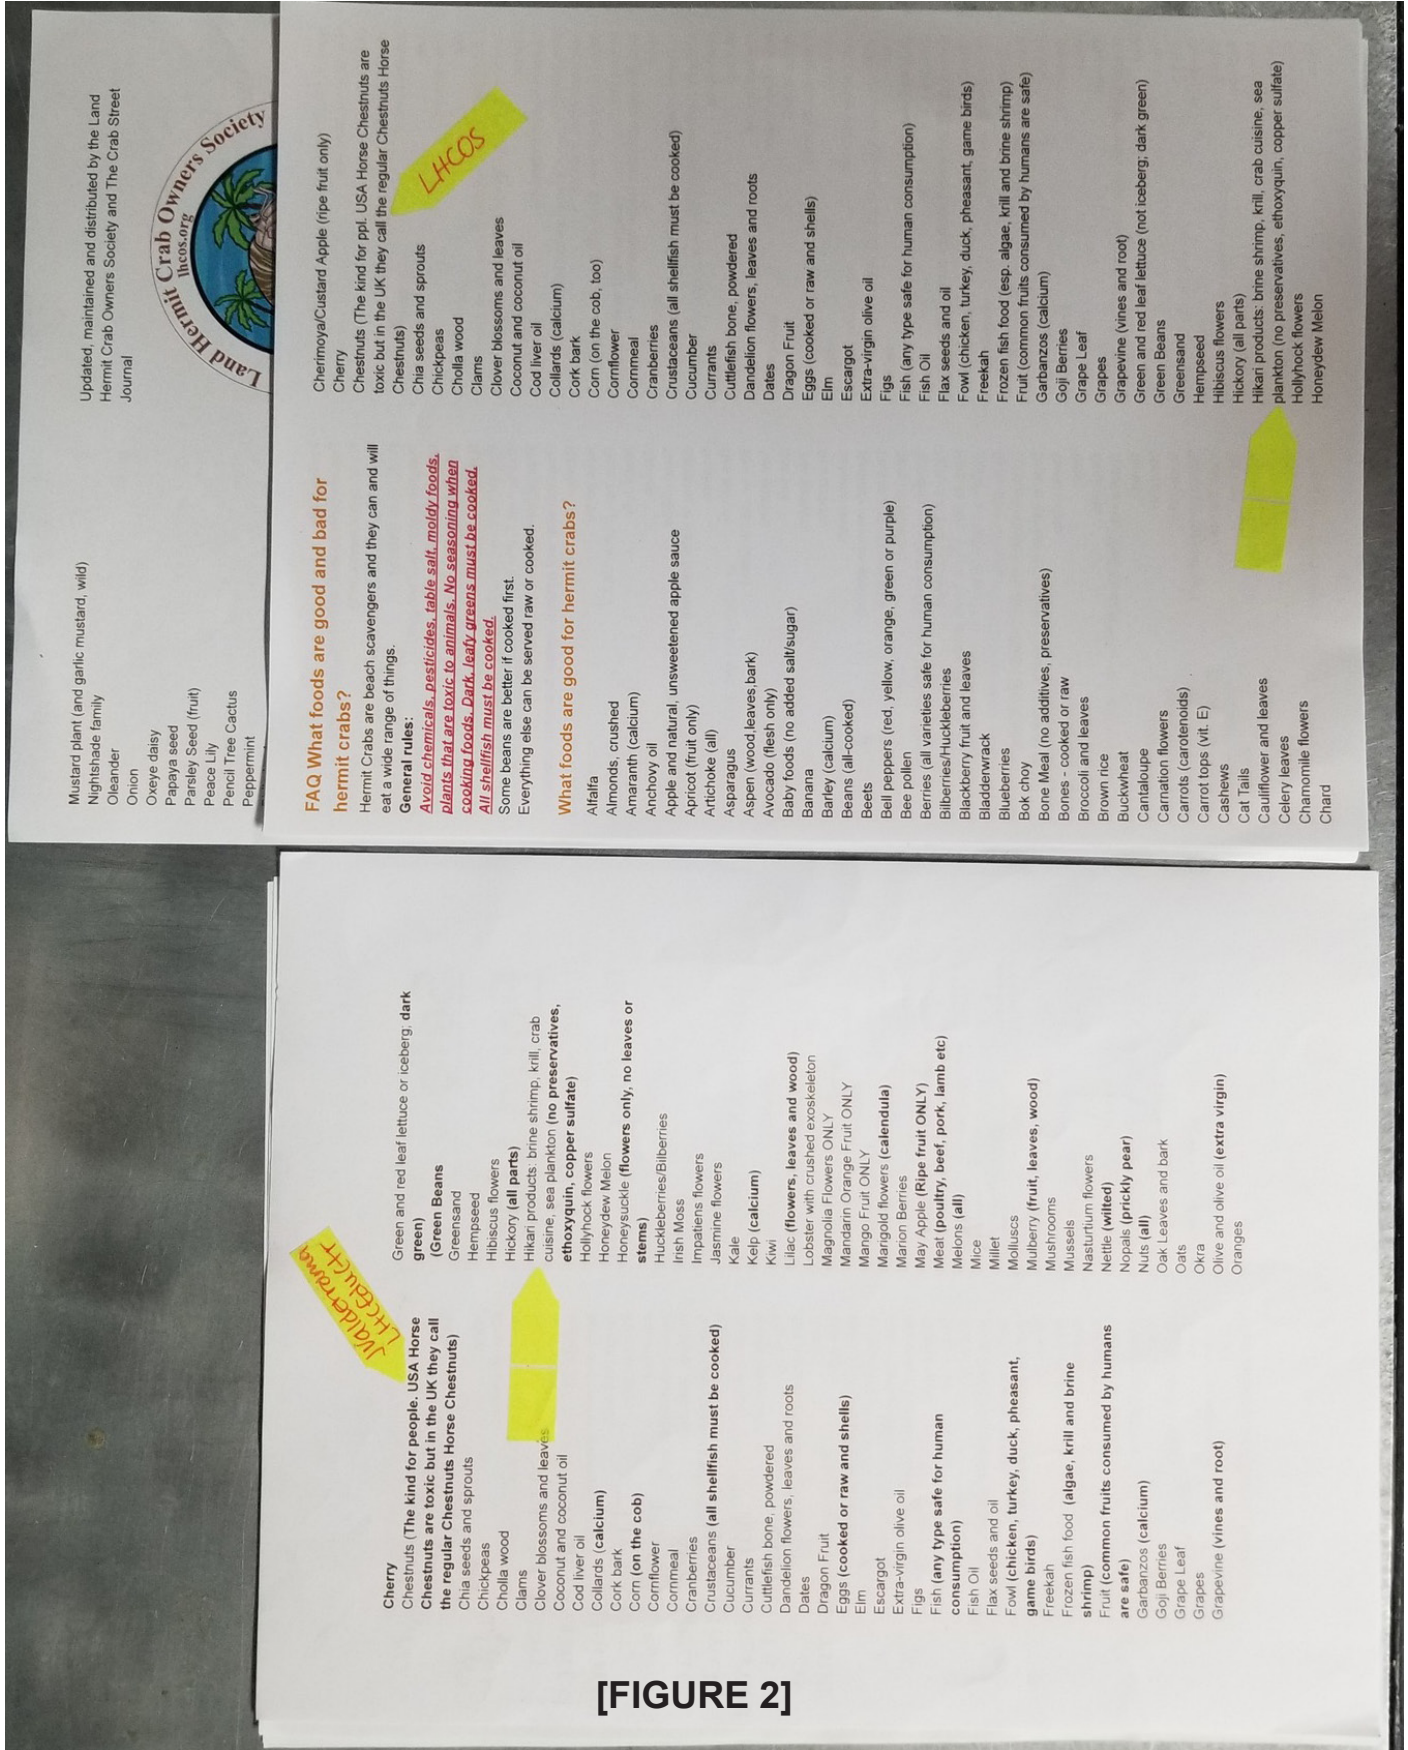 Mustard plant (and garlic mustard, wild)
Nightshade family
Oleander
Onion
Oxeye daisy
Papaya seed
Parsley Seed (fruit)
Peace Lily
Pencil Tree Cactus
Peppermint
Updated, maintained and distributed by the Land
Hermit Crab Owners Society and The Crab Street
Journal
Land Hermit Crab Owners Society
lhcos.org
FAQ What foods are good and bad for
hermit crabs?
Hermit Crabs are beach scavengers and they can and will
eat a wide range of things.
General rules:
Avoid chemicals, pesticides, table salt, moldy foods,
plants that are toxic to animals. No seasoning when
cooking foods. Dark, leafy greens must be cooked.
All shellfish must be cooked.
Some beans are better if cooked first.
Everything else can be served raw or cooked.
What foods are good for hermit crabs?
Alfalfa
Almonds, crushed
Amaranth (calcium)
Anchovy oil
Apple and natural, unsweetened apple sauce
Apricot (fruit only)
Artichoke (all)
Asparagus
Aspen (wood,leaves,bark)
Avocado (flesh only)
Baby foods (no added salt/sugar)
Banana
Barley (calcium)
Beans (all-cooked)
Beets
Bell peppers (red, yellow, orange, green or purple)
Bee pollen
Berries (all varieties safe for human consumption)
Bilberries/Huckleberries
Blackberry fruit and leaves
Bladderwrack
Blueberries
Bok choy
Bone Meal (no additives, preservatives)
Bones - cooked or raw
Broccoli and leaves
Brown rice
Buckwheat
Cantaloupe
Carnation flowers
Carrots (carotenoids)
Carrot tops (vit. E)
Cashews
Cat Tails
Cauliflower and leaves
Celery leaves
Chamomile flowers
Chard
Cherimoya/Custard Apple (ripe fruit only)
Cherry
Chestnuts (The kind for ppl. USA Horse Chestnuts are
toxic but in the UK they call the regular Chestnuts Horse
Chestnuts)
LHCOS
Chia seeds and sprouts
Chickpeas
Cholla wood
Clams
Clover blossoms and leaves
Coconut and coconut oil
Cod liver oil
Collards (calcium)
Cork bark
Corn (on the cob, too)
Cornflower
Cornmeal
Cranberries
Crustaceans (all shellfish must be cooked)
Cucumber
Currants
Cuttlefish bone, powdered
Dandelion flowers, leaves and roots
Dates
Dragon Fruit
Eggs (cooked or raw and shells)
Elm
Escargot
Extra-virgin olive oil
Figs
Fish (any type safe for human consumption)
Fish Oil
Flax seeds and oil
Fowl (chicken, turkey, duck, pheasant, game birds)
Freekah
Frozen fish food (esp. algae, krill and brine shrimp)
Fruit (common fruits consumed by humans are safe)
Garbanzos (calcium)
Goji Berries
Grape Leaf
Grapes
Grapevine (vines and root)
Green and red leaf lettuce (not iceberg; dark green)
Green Beans
Greensand
Hempseed
Hibiscus flowers
Hickory (all parts)
Hikari products: brine shrimp, krill, crab cuisine, sea
plankton (no preservatives, ethoxyquin, copper sulfate)
Hollyhock flowers
Honeydew Melon
JValderrama
LHCEdu(HT
Cherry
Chestnuts (The kind for people. USA Horse
Chestnuts are toxic but in the UK they call
the regular Chestnuts Horse Chestnuts)
Chia seeds and sprouts
Chickpeas
Cholla wood
Clams
Clover blossoms and leaves
Coconut and coconut oil
Cod liver oil
Collards (calcium)
Cork bark
Corn (on the cob)
Cornflower
Cornmeal
Cranberries
Crustaceans (all shellfish must be cooked)
Cucumber
Currants
Cuttlefish bone, powdered
Dandelion flowers, leaves and roots
Dates
Dragon Fruit
Eggs (cooked or raw and shells)
Elm
Escargot
Extra-virgin olive oil
Figs
Fish (any type safe for human
consumption)
Fish Oil
Flax seeds and oil
Fowl (chicken, turkey, duck, pheasant,
game birds)
Freekah
Frozen fish food (algae, krill and brine
shrimp)
Fruit (common fruits consumed by humans
are safe)
Garbanzos (calcium)
Goji Berries
Grape Leaf
Grapes
Grapevine (vines and root)
Green and red leaf lettuce or iceberg; dark
green)
(Green Beans
Greensand
Hempseed
Hibiscus flowers
Hickory (all parts)
Hikari products: brine shrimp, krill, crab
cuisine, sea plankton (no preservatives,
ethoxyquin, copper sulfate)
Hollyhock flowers
Honeydew Melon
Honeysuckle (flowers only, no leaves or
stems)
Huckleberries/Bilberries
Irish Moss
Impatiens flowers
Jasmine flowers
Kale
Kelp (calcium)
Kiwi
Lilac (flowers, leaves and wood)
Lobster with crushed exoskeleton
Magnolia Flowers ONLY
Mandarin Orange Fruit ONLY
Mango Fruit ONLY
Marigold flowers (calendula)
Marion Berries
May Apple (Ripe fruit ONLY)
Meat (poultry, beef, pork, lamb etc)
Melons (all)
Mice
Millet
Molluscs
Mulberry (fruit, leaves, wood)
Mushrooms
Mussels
Nasturtium flowers
Nettle (wilted)
Nopals (prickly pear)
Nuts (all)
Oak Leaves and bark
Oats
Okra
Olive and olive oil (extra virgin)
Oranges
[FIGURE 2]